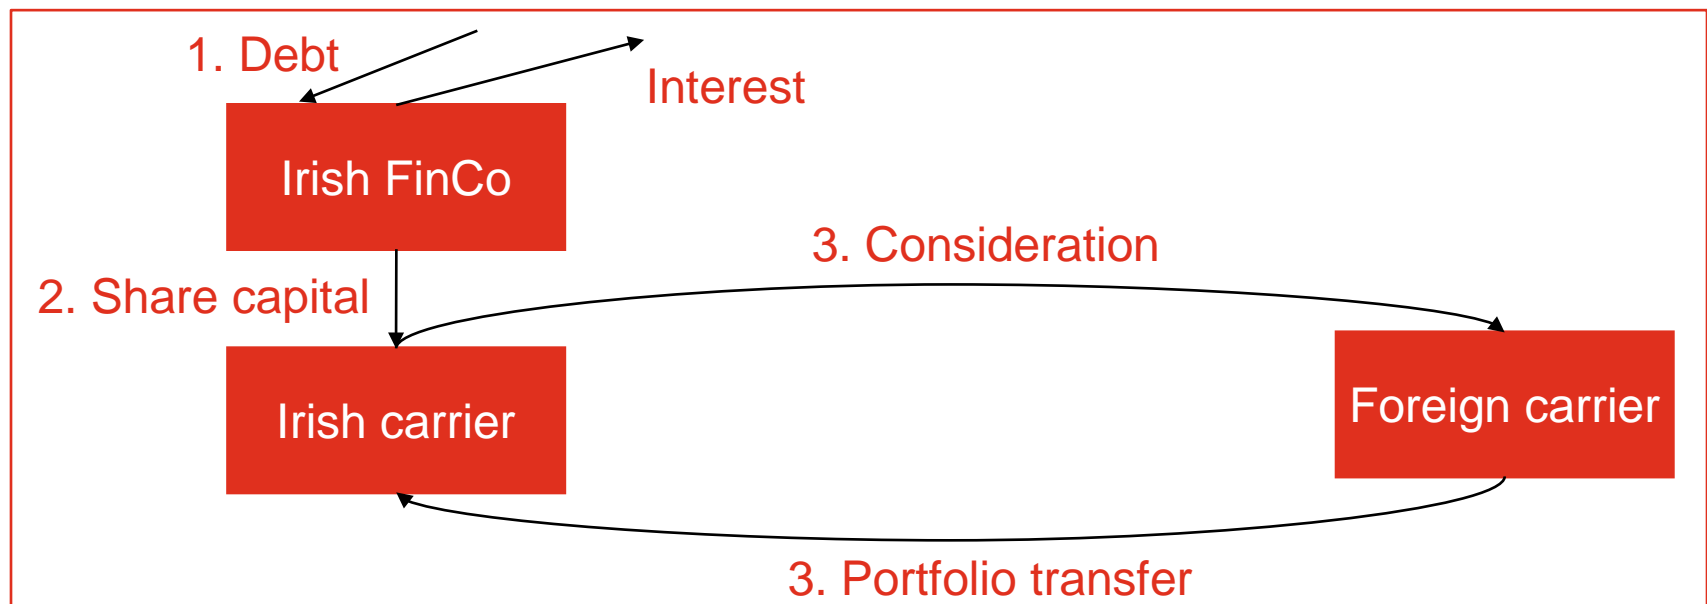 1. Debt
Interest
Irish FinCo
3. Consideration
2. Share capital
Irish carrier
Foreign carrier
3. Portfolio transfer